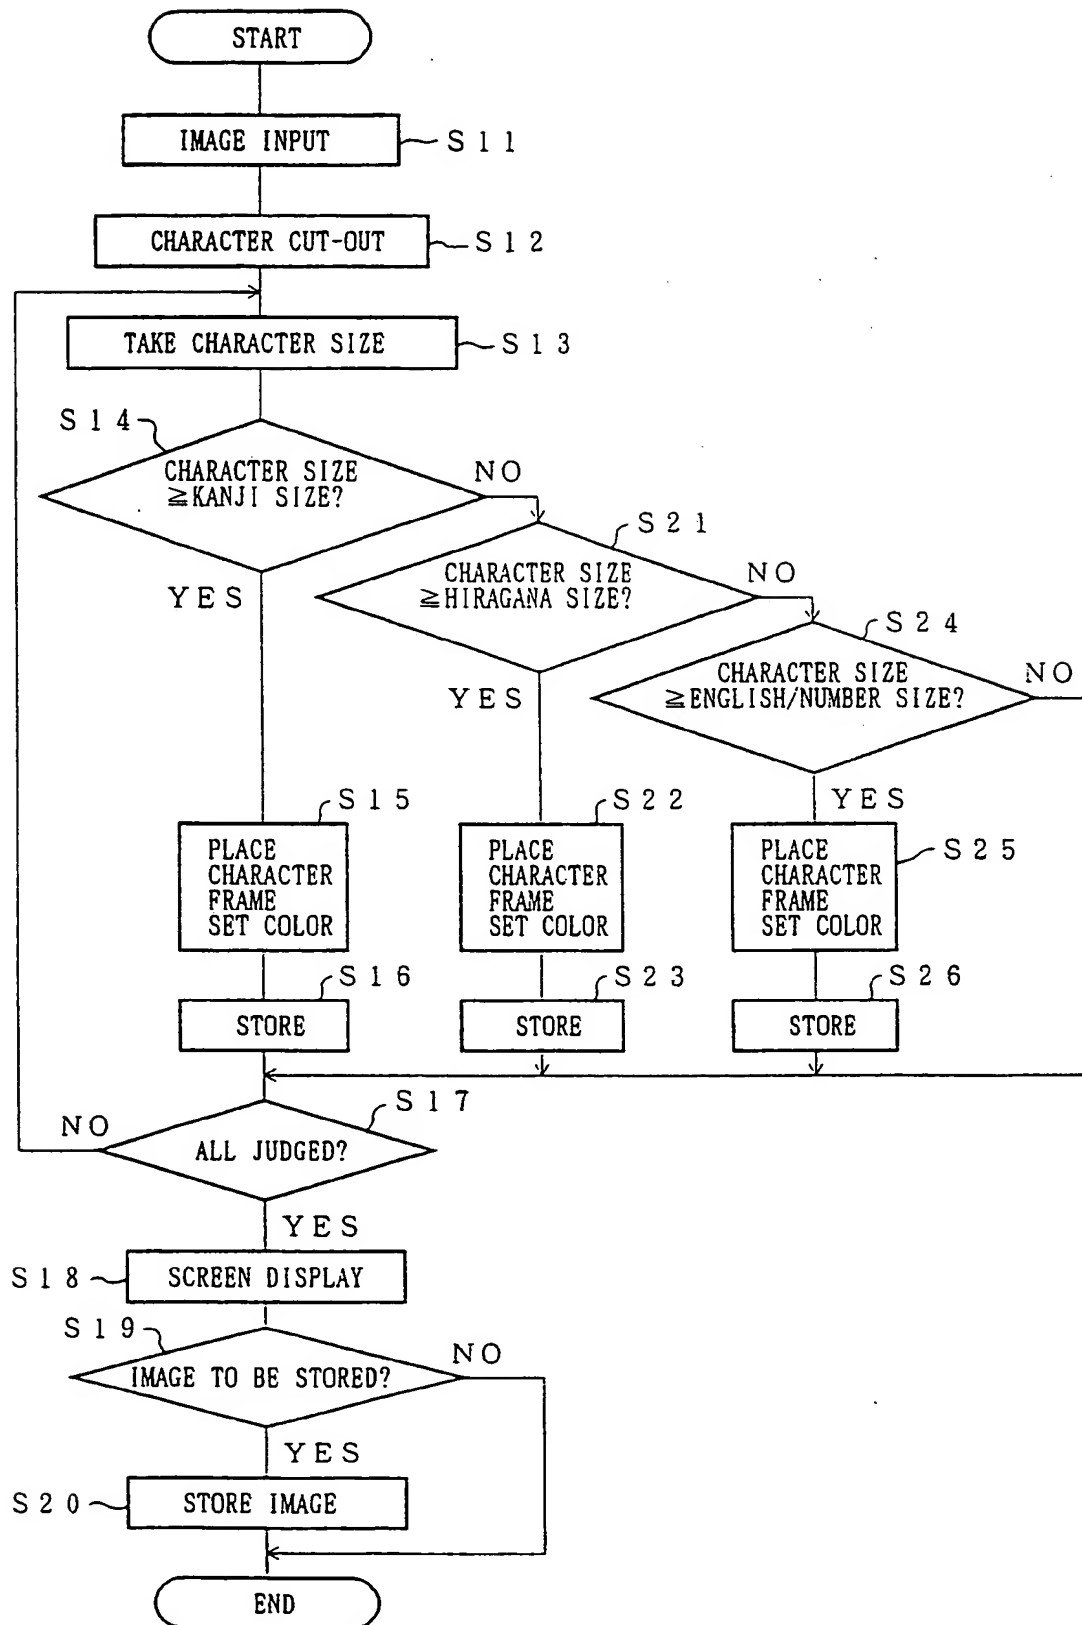 START
IMAGE INPUT
S11
CHARACTER CUT-OUT
S12
TAKE CHARACTER SIZE
S13
S14
CHARACTER SIZE
≧KANJI SIZE?
NO
YES
S21
CHARACTER SIZE
≧HIRAGANA SIZE?
NO
YES
S24
CHARACTER SIZE
≧ENGLISH/NUMBER SIZE?
NO
YES
S15
PLACE
CHARACTER
FRAME
SET COLOR
S22
PLACE
CHARACTER
FRAME
SET COLOR
S25
PLACE
CHARACTER
FRAME
SET COLOR
S16
STORE
S23
STORE
S26
STORE
S17
NO
ALL JUDGED?
YES
S18
SCREEN DISPLAY
S19
IMAGE TO BE STORED?
NO
YES
S20
STORE IMAGE
END